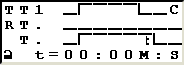 TT1 C
RT.
T. t
t=00:00M:S